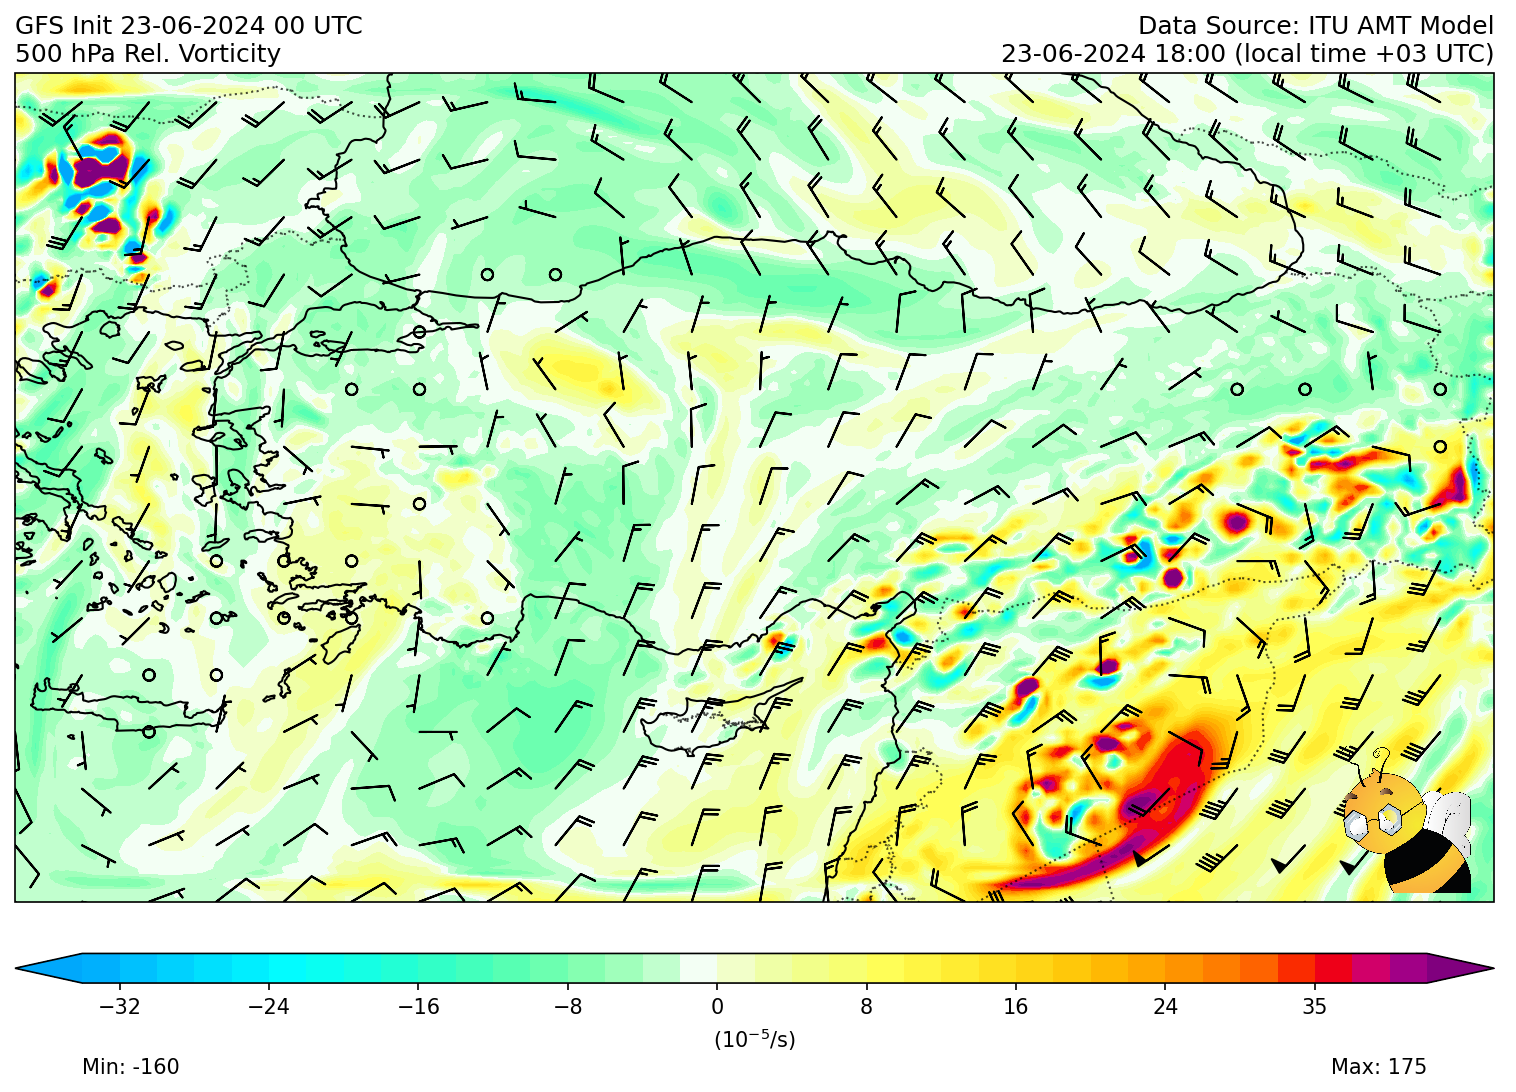 GFS Init 23-06-2024 00 UTC
Data Source: ITU AMT Model
500 hPa Rel. Vorticity
23-06-2024 18:00 (local time +03 UTC)
−32 −24 −16 −8 0 8 16 24 35
(10⁻⁵/s)
Min: -160
Max: 175